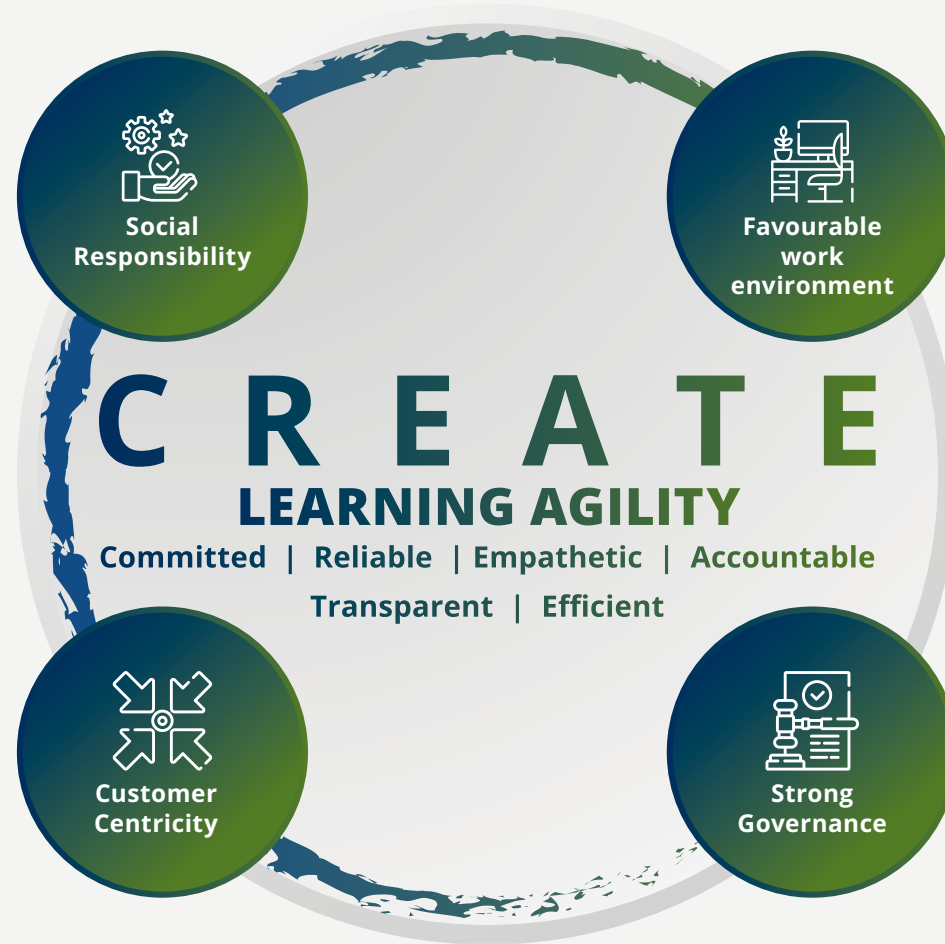 Social
Responsibility
Favourable
work
environment
C R E A T E
LEARNING AGILITY
Committed | Reliable | Empathetic | Accountable
Transparent | Efficient
Customer
Centricity
Strong
Governance